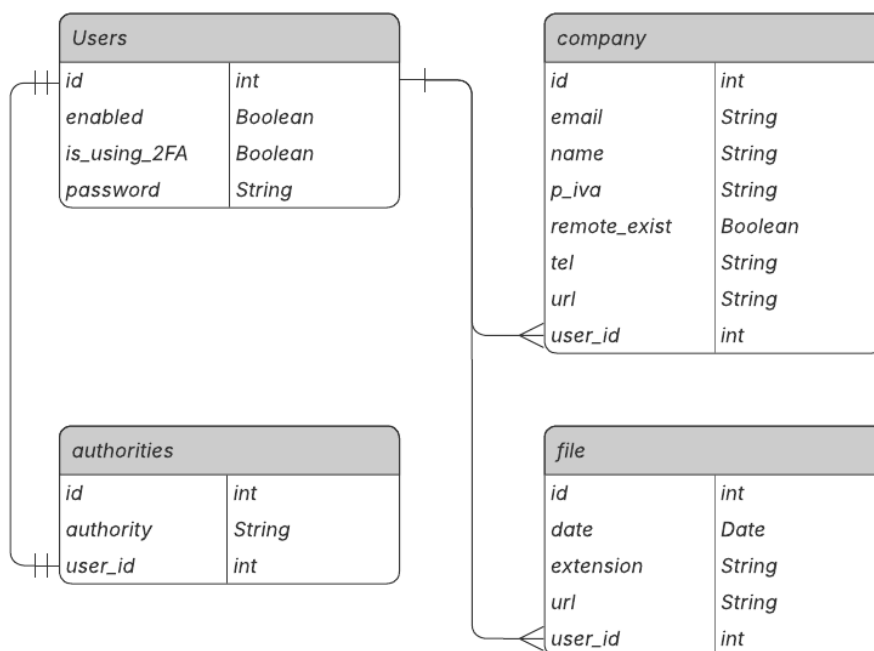 Users
id int
enabled Boolean
is_using_2FA Boolean
password String
company
id int
email String
name String
p_iva String
remote_exist Boolean
tel String
url String
user_id int
authorities
id int
authority String
user_id int
file
id int
date Date
extension String
url String
user_id int